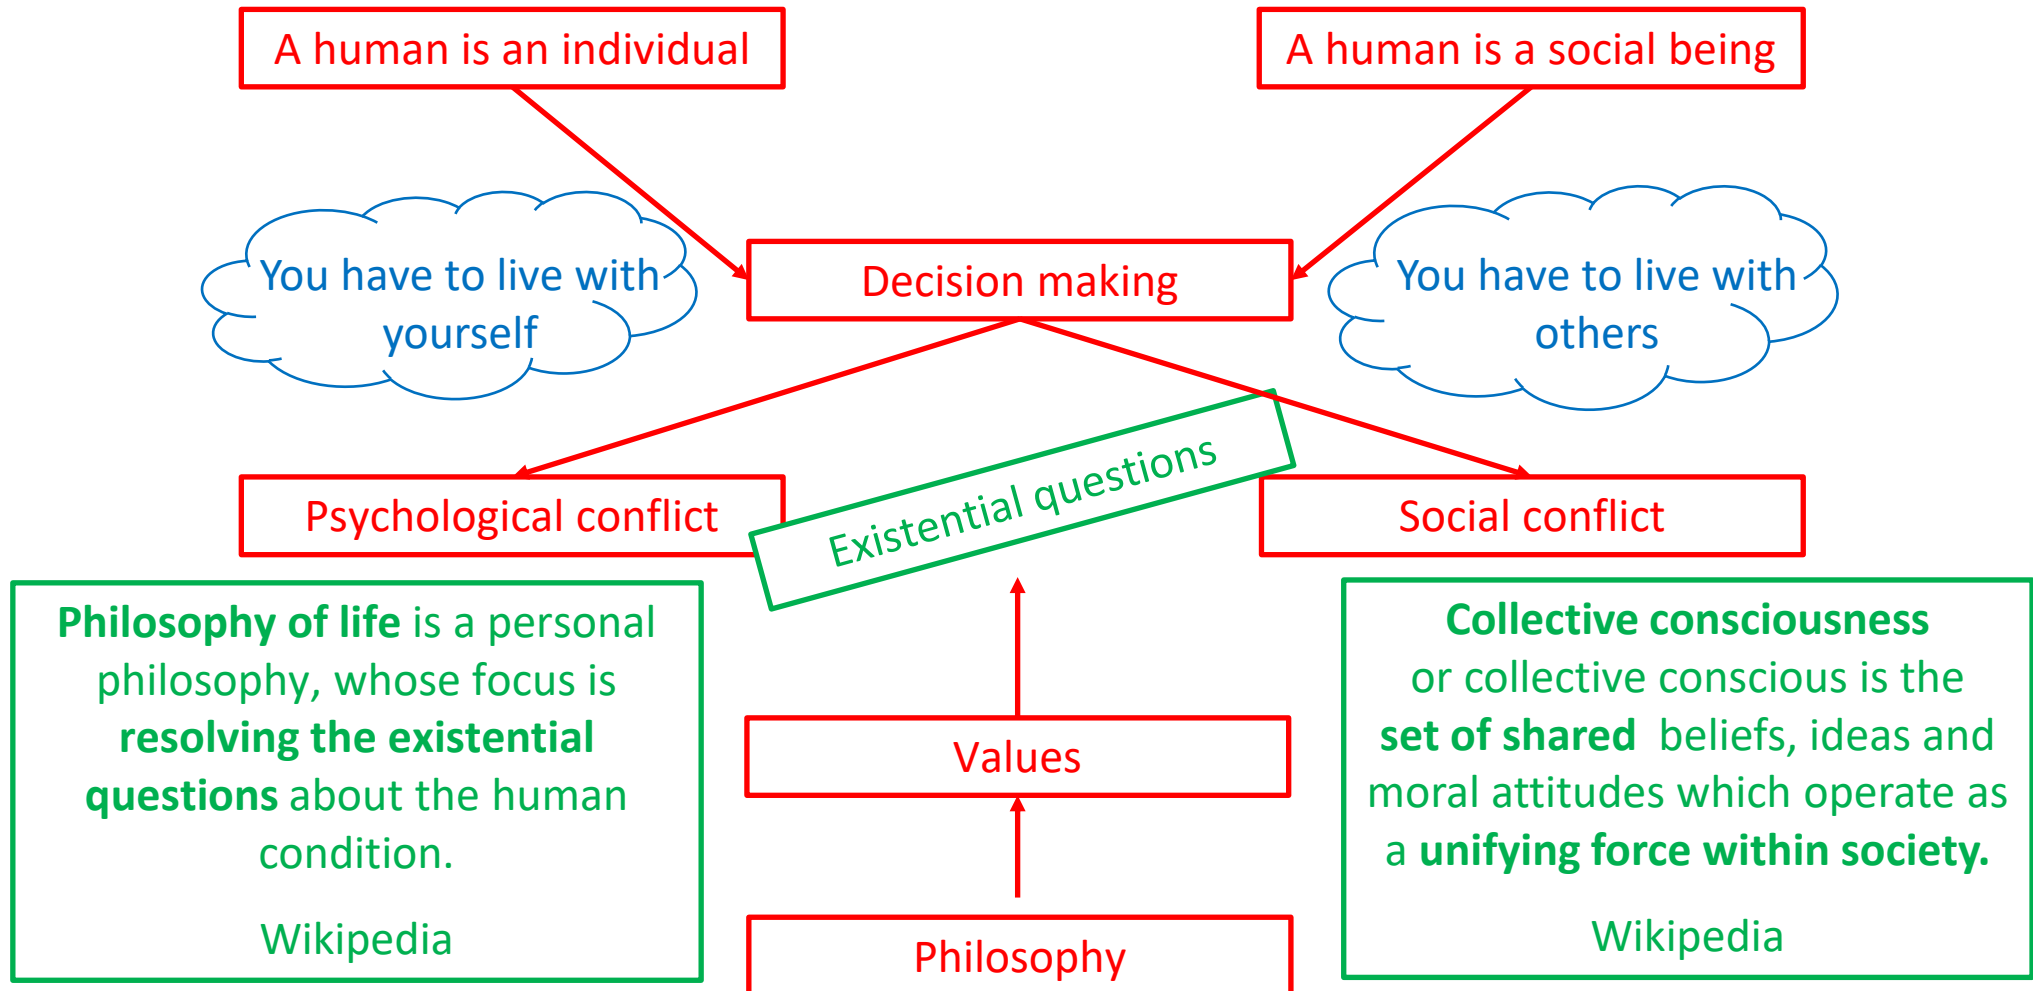 A human is an individual
A human is a social being
You have to live with
yourself
Decision making
You have to live with
others
Existential questions
Psychological conflict
Social conflict
Philosophy of life is a personal
philosophy, whose focus is
resolving the existential
questions about the human
condition.
Wikipedia
Values
Philosophy
Collective consciousness
or collective conscious is the
set of shared beliefs, ideas and
moral attitudes which operate as
a unifying force within society.
Wikipedia